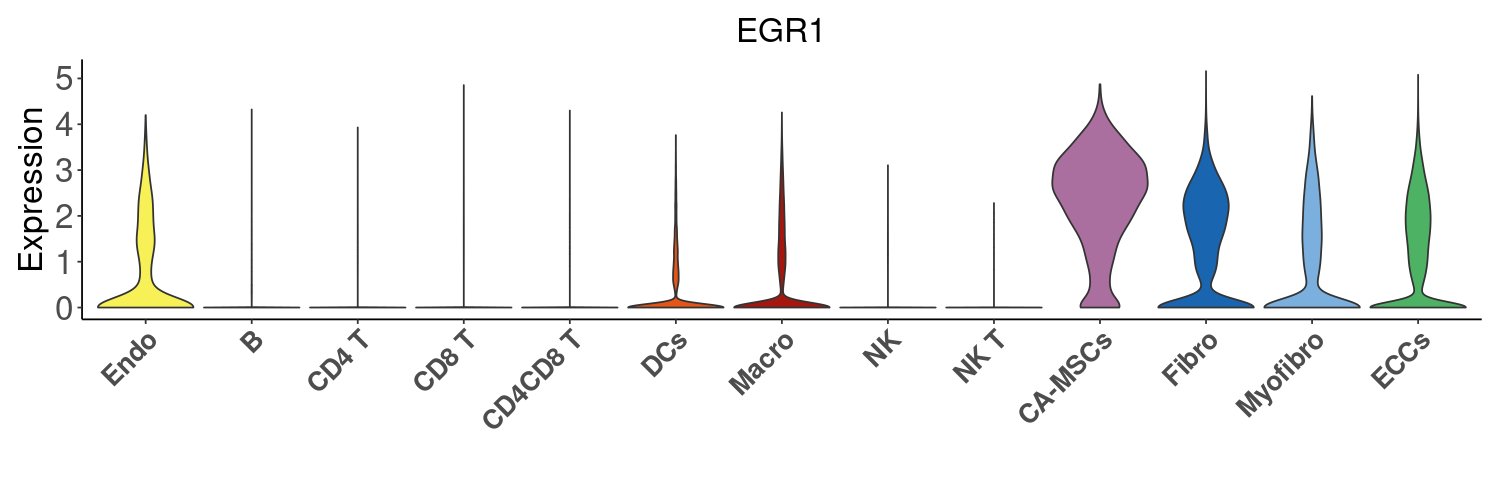 EGR1
Expression
5
4
3
2
1
0
Endo
B
CD4 T
CD8 T
CD4CD8 T
DCs
Macro
NK
NK T
CA-MSCs
Fibro
Myofibro
ECCs